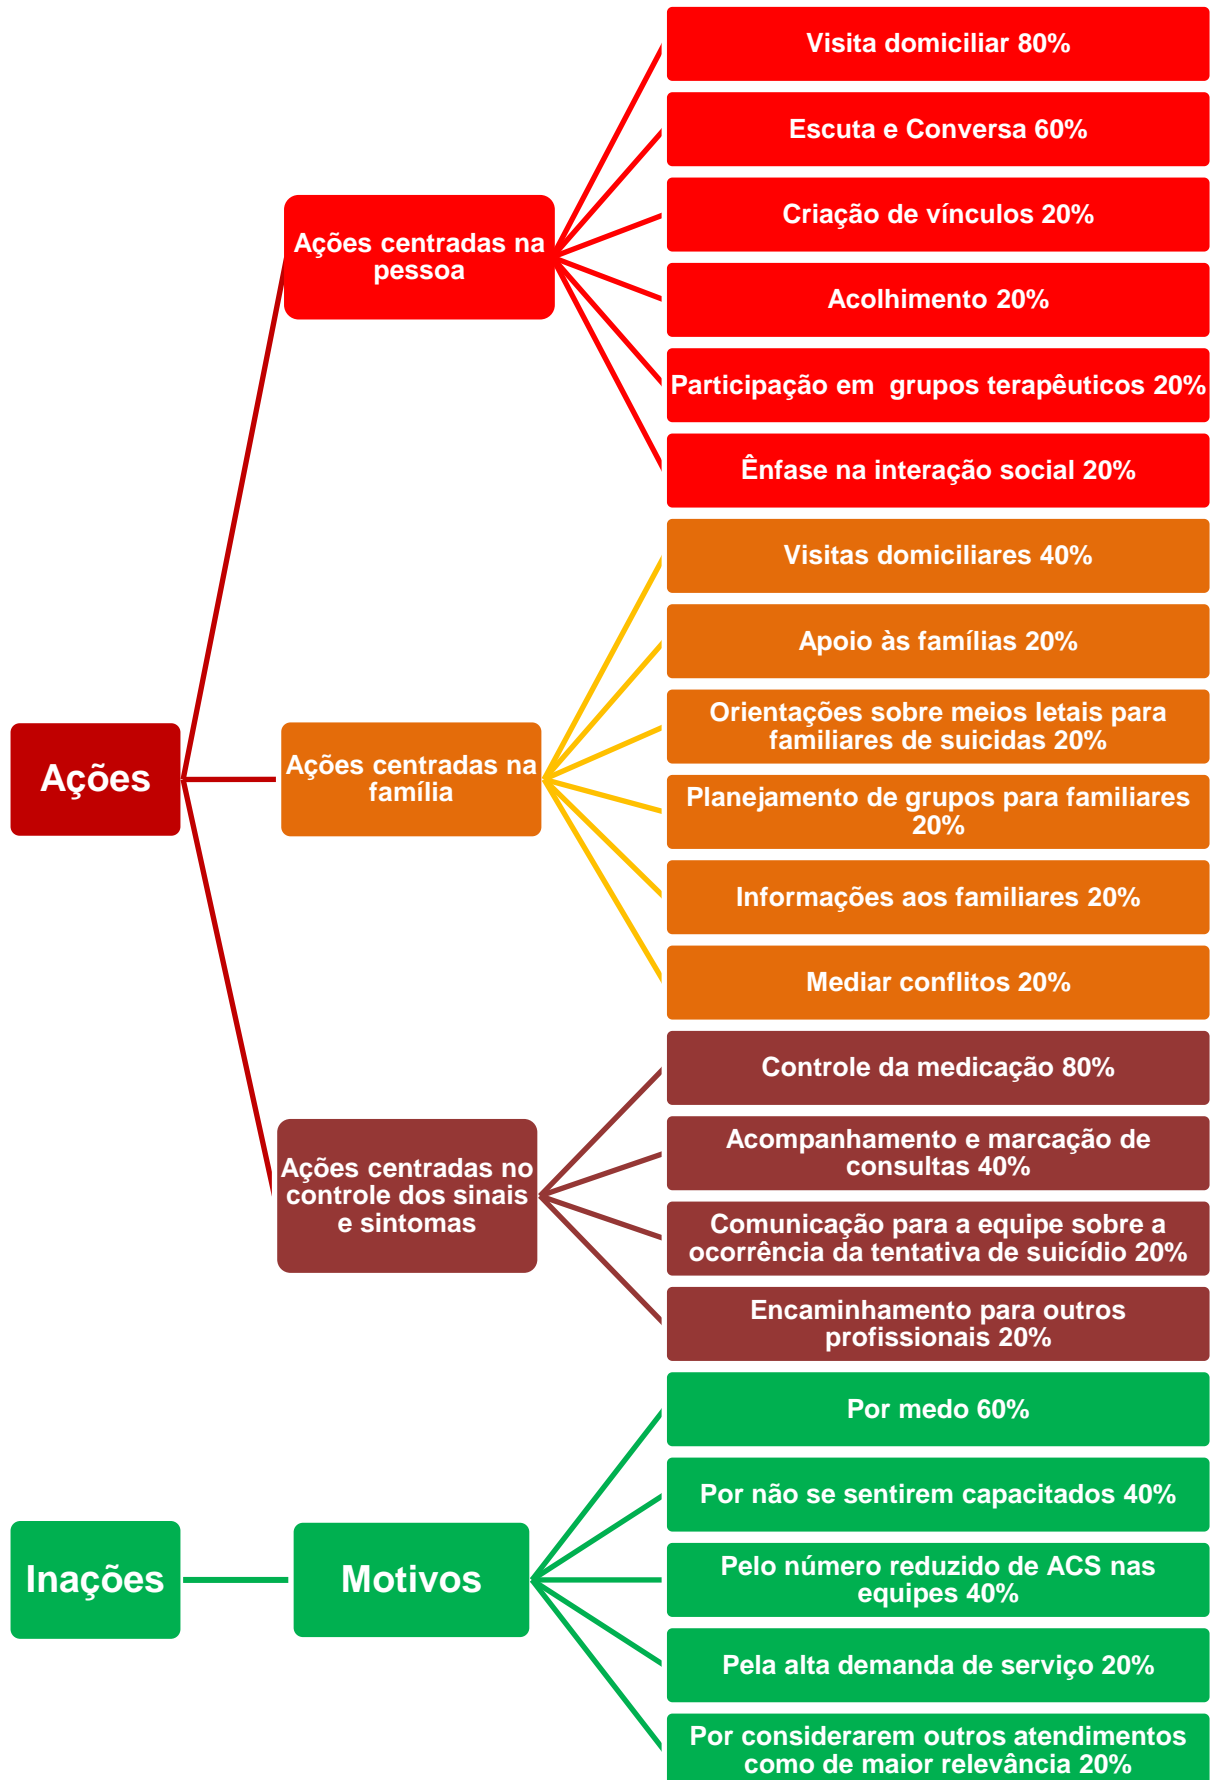 Ações
Ações centradas na
pessoa
Visita domiciliar 80%
Escuta e Conversa 60%
Criação de vínculos 20%
Acolhimento 20%
Participação em  grupos terapêuticos 20%
Ênfase na interação social 20%
Ações centradas na
família
Visitas domiciliares 40%
Apoio às famílias 20%
Orientações sobre meios letais para
familiares de suicidas 20%
Planejamento de grupos para familiares
20%
Informações aos familiares 20%
Mediar conflitos 20%
Ações centradas no
controle dos sinais
e sintomas
Controle da medicação 80%
Acompanhamento e marcação de
consultas 40%
Comunicação para a equipe sobre a
ocorrência da tentativa de suicídio 20%
Encaminhamento para outros
profissionais 20%
Inações
Motivos
Por medo 60%
Por não se sentirem capacitados 40%
Pelo número reduzido de ACS nas
equipes 40%
Pela alta demanda de serviço 20%
Por considerarem outros atendimentos
como de maior relevância 20%